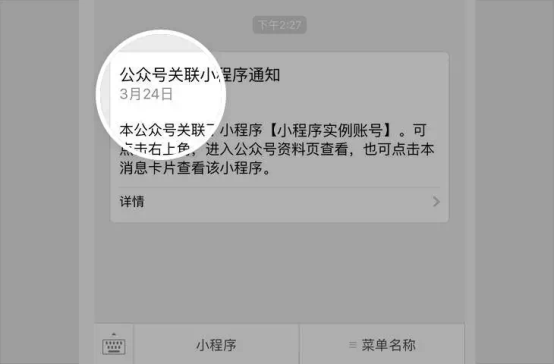 下午2:27
公众号关联小程序通知
3月24日
本公众号关联了小程序【小程序实例账号】。可
点击右上角，进入公众号资料页查看，也可点击本
消息卡片查看该小程序。
详情
小程序
菜单名称